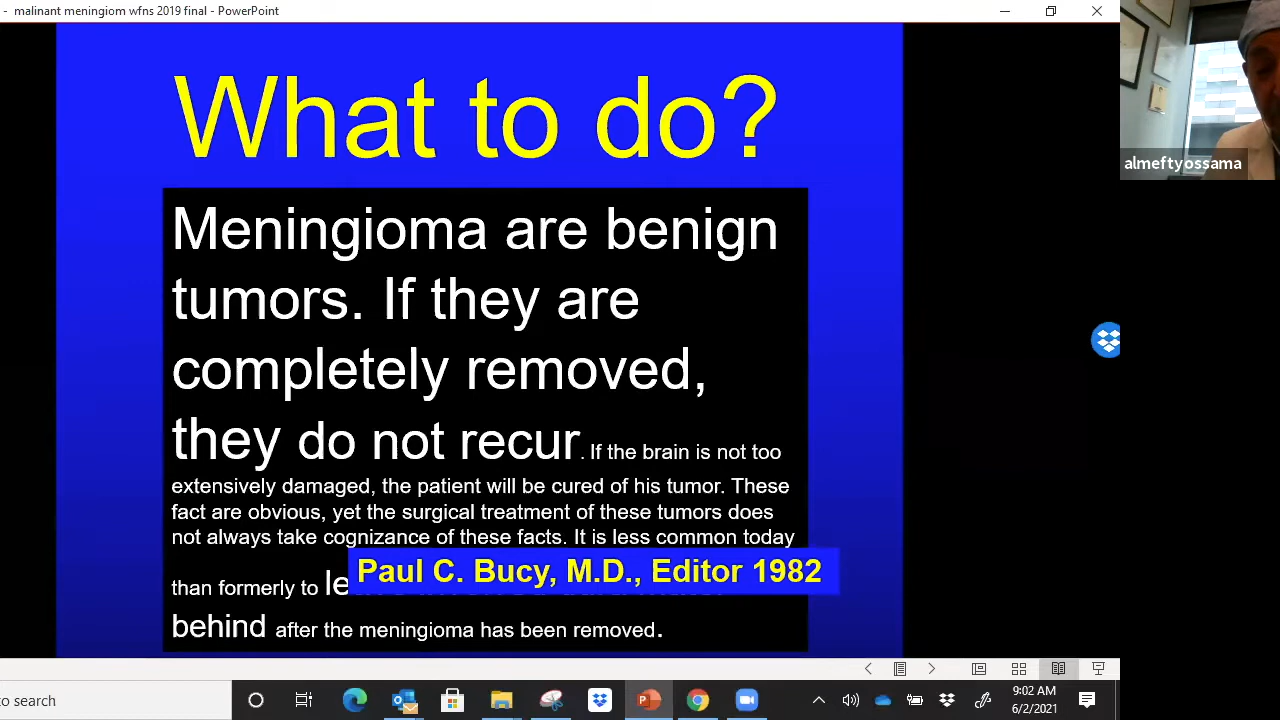 - malinant meningiom wfns 2019 final - PowerPoint
What to do?
Meningioma are benign
tumors. If they are
completely removed,
they do not recur. If the brain is not too
extensively damaged, the patient will be cured of his tumor. These
fact are obvious, yet the surgical treatment of these tumors does
not always take cognizance of these facts. It is less common today
than formerly to
Paul C. Bucy, M.D., Editor 1982
behind after the meningioma has been removed.
almeftyossama
to search
9:02 AM
6/2/2021